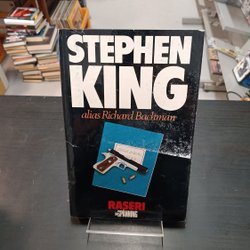 STEPHEN
KING
alias Richard Bachman
RASERI
SPÄNNING